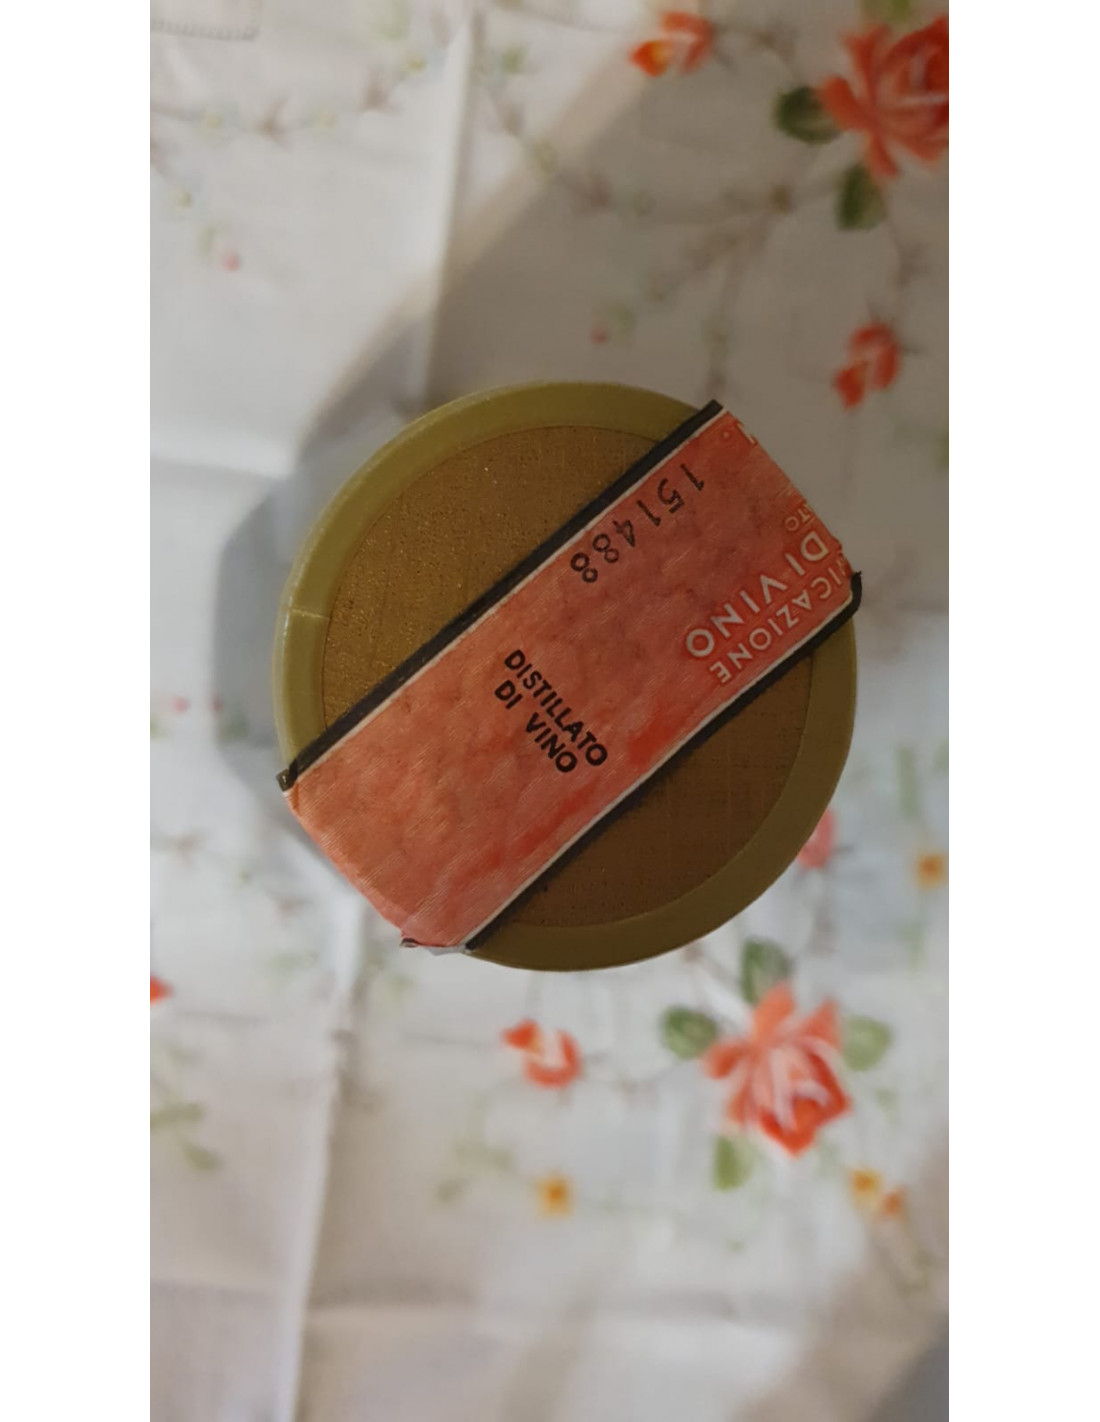 151488
DISTILLATO
DI VINO
DI VINO
ICAZIONE